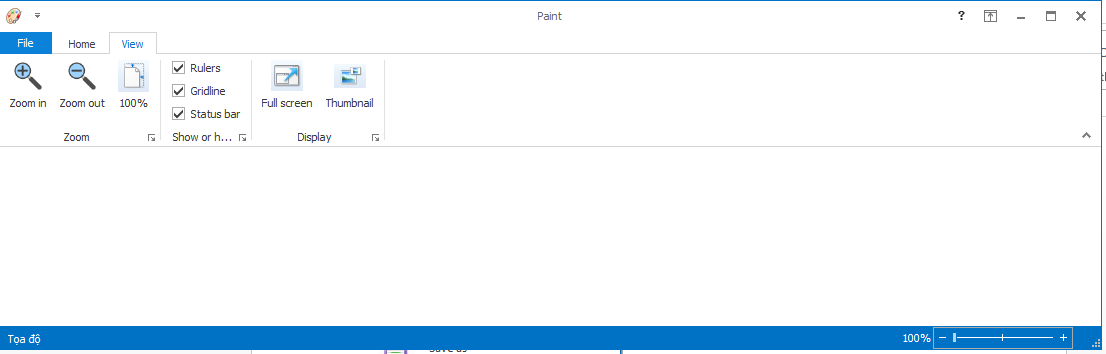 Paint
?
File Home View
Rulers
Gridline
Status bar
Zoom in Zoom out 100%
Full screen Thumbnail
Zoom
Show or h...
Display
Tọa độ
100%